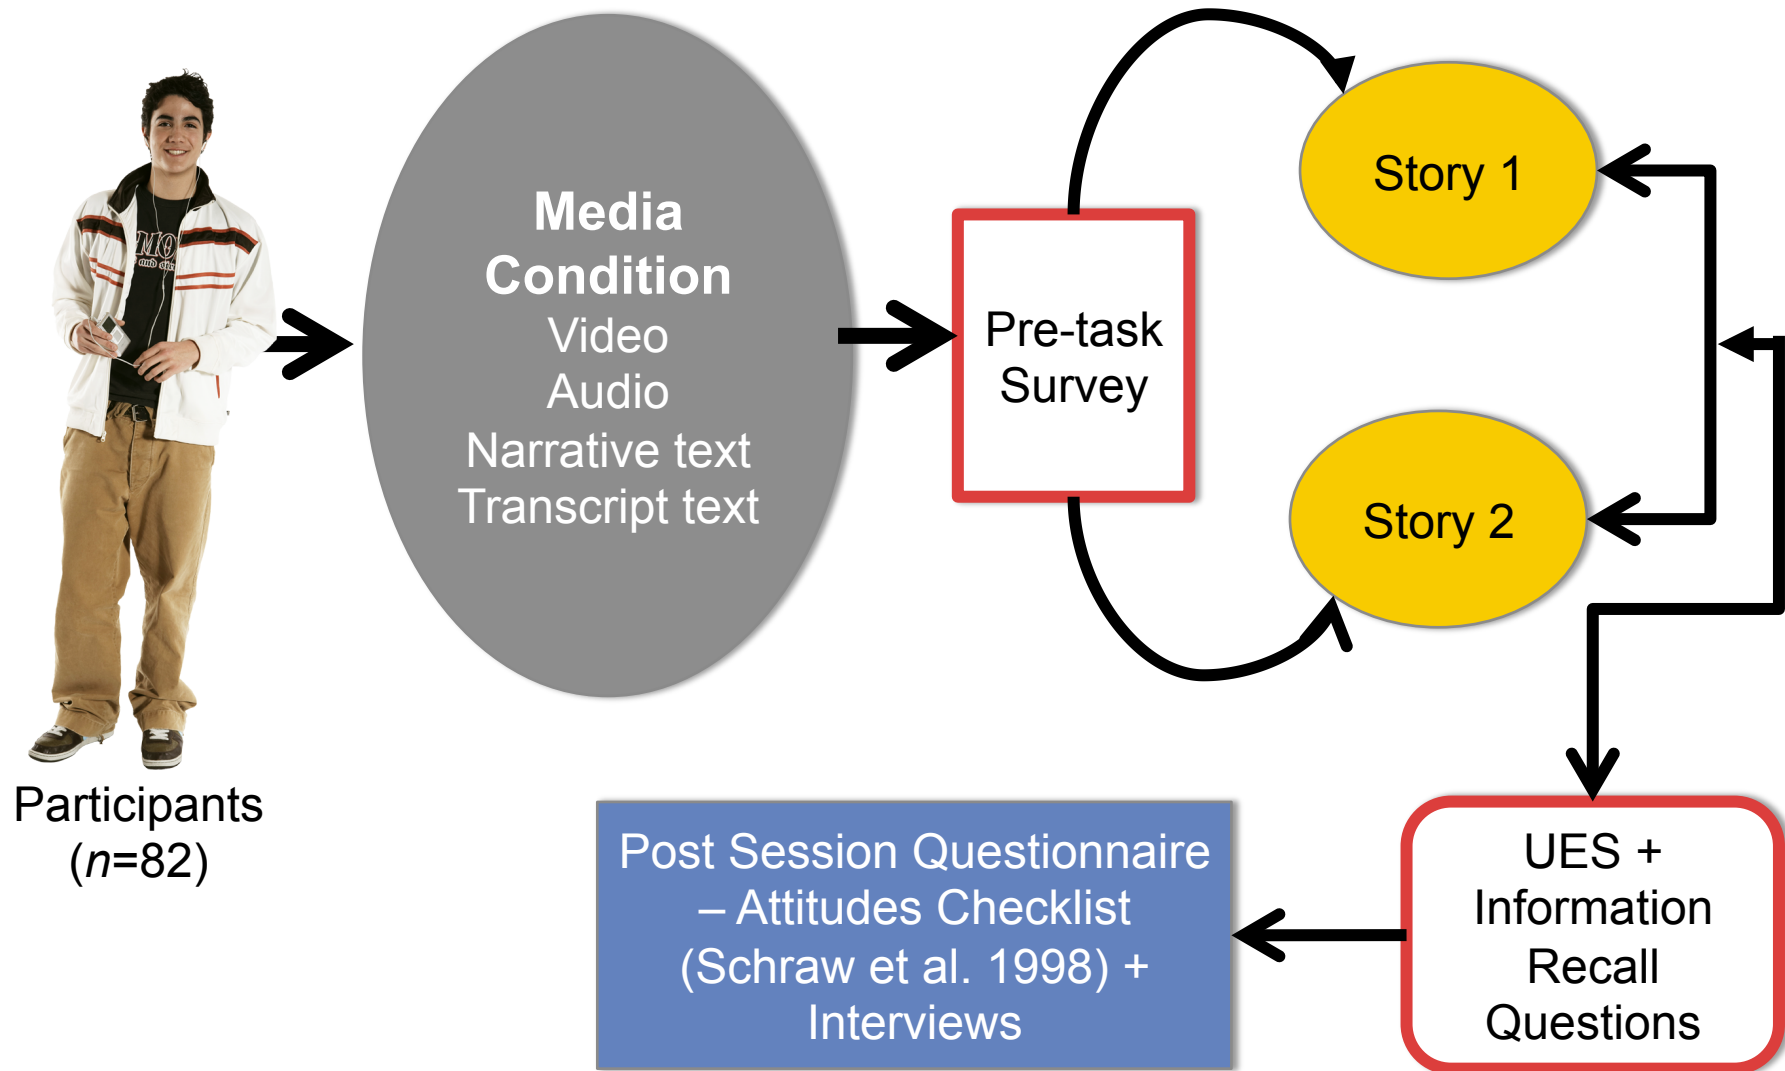 Participants
(n=82)
Media
Condition
Video
Audio
Narrative text
Transcript text
Pre-task
Survey
Story 1
Story 2
UES +
Information
Recall
Questions
Post Session Questionnaire
– Attitudes Checklist
(Schraw et al. 1998) +
Interviews